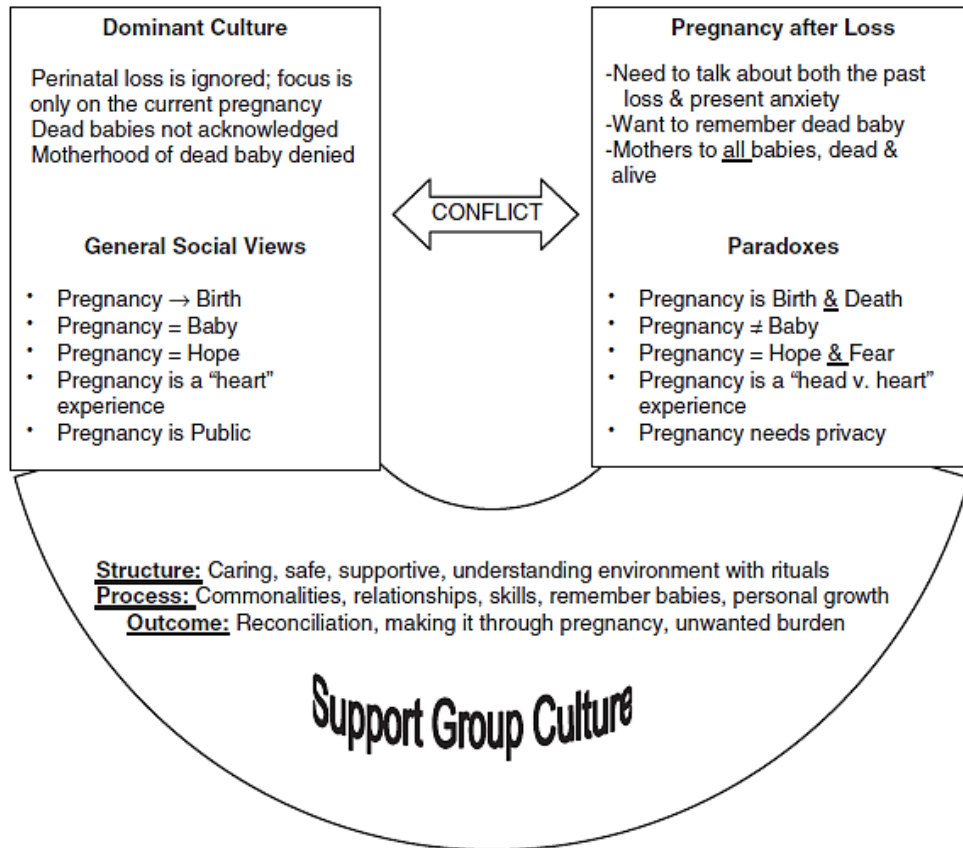 Dominant Culture
Perinatal loss is ignored; focus is
only on the current pregnancy
Dead babies not acknowledged
Motherhood of dead baby denied
General Social Views
• Pregnancy → Birth
• Pregnancy = Baby
• Pregnancy = Hope
• Pregnancy is a “heart”
experience
• Pregnancy is Public
CONFLICT
Pregnancy after Loss
-Need to talk about both the past
loss & present anxiety
-Want to remember dead baby
-Mothers to all babies, dead &
alive
Paradoxes
• Pregnancy is Birth & Death
• Pregnancy ≠ Baby
• Pregnancy = Hope & Fear
• Pregnancy is a “head v. heart”
experience
• Pregnancy needs privacy
Structure: Caring, safe, supportive, understanding environment with rituals
Process: Commonalities, relationships, skills, remember babies, personal growth
Outcome: Reconciliation, making it through pregnancy, unwanted burden
Support Group Culture